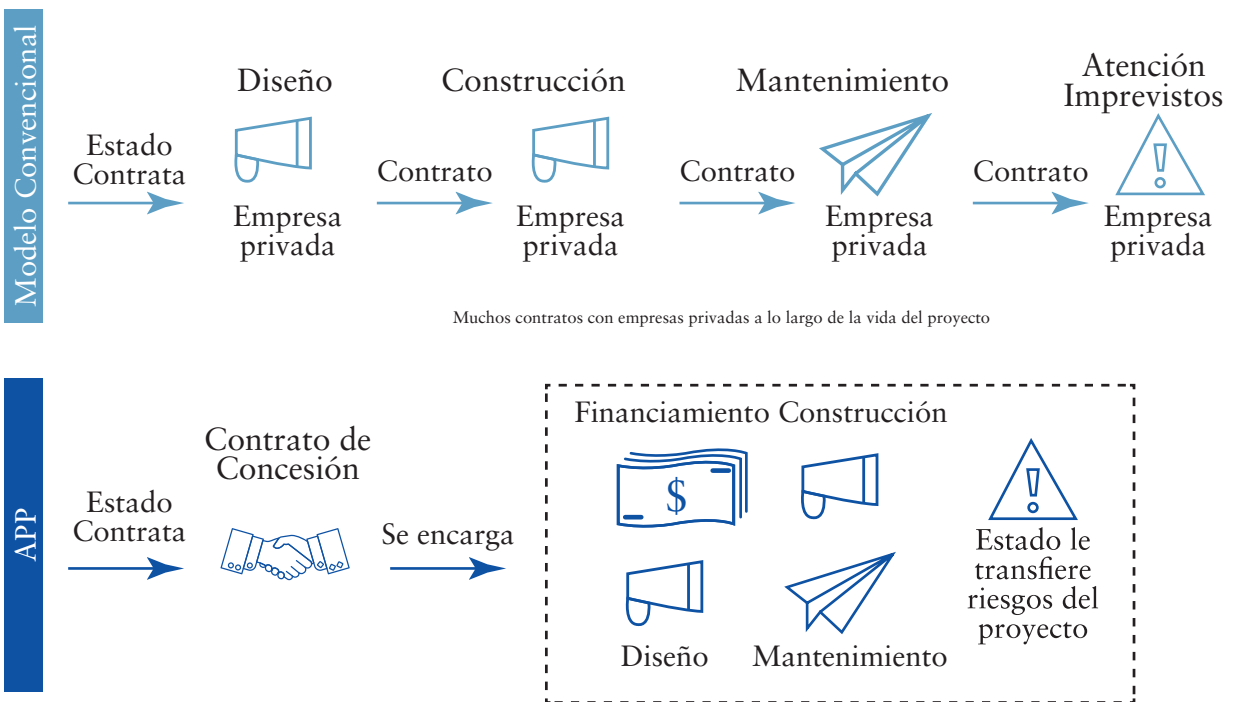 Modelo Convencional
Estado
Contrata
Diseño
Empresa
privada
Contrato
Construcción
Empresa
privada
Contrato
Mantenimiento
Empresa
privada
Contrato
Atención
Imprevistos
Empresa
privada
Muchos contratos con empresas privadas a lo largo de la vida del proyecto
APP
Estado
Contrata
Contrato de
Concesión
Se encarga
Financiamiento
Construcción
$
Diseño
Mantenimiento
Estado le
transfiere
riesgos del
proyecto